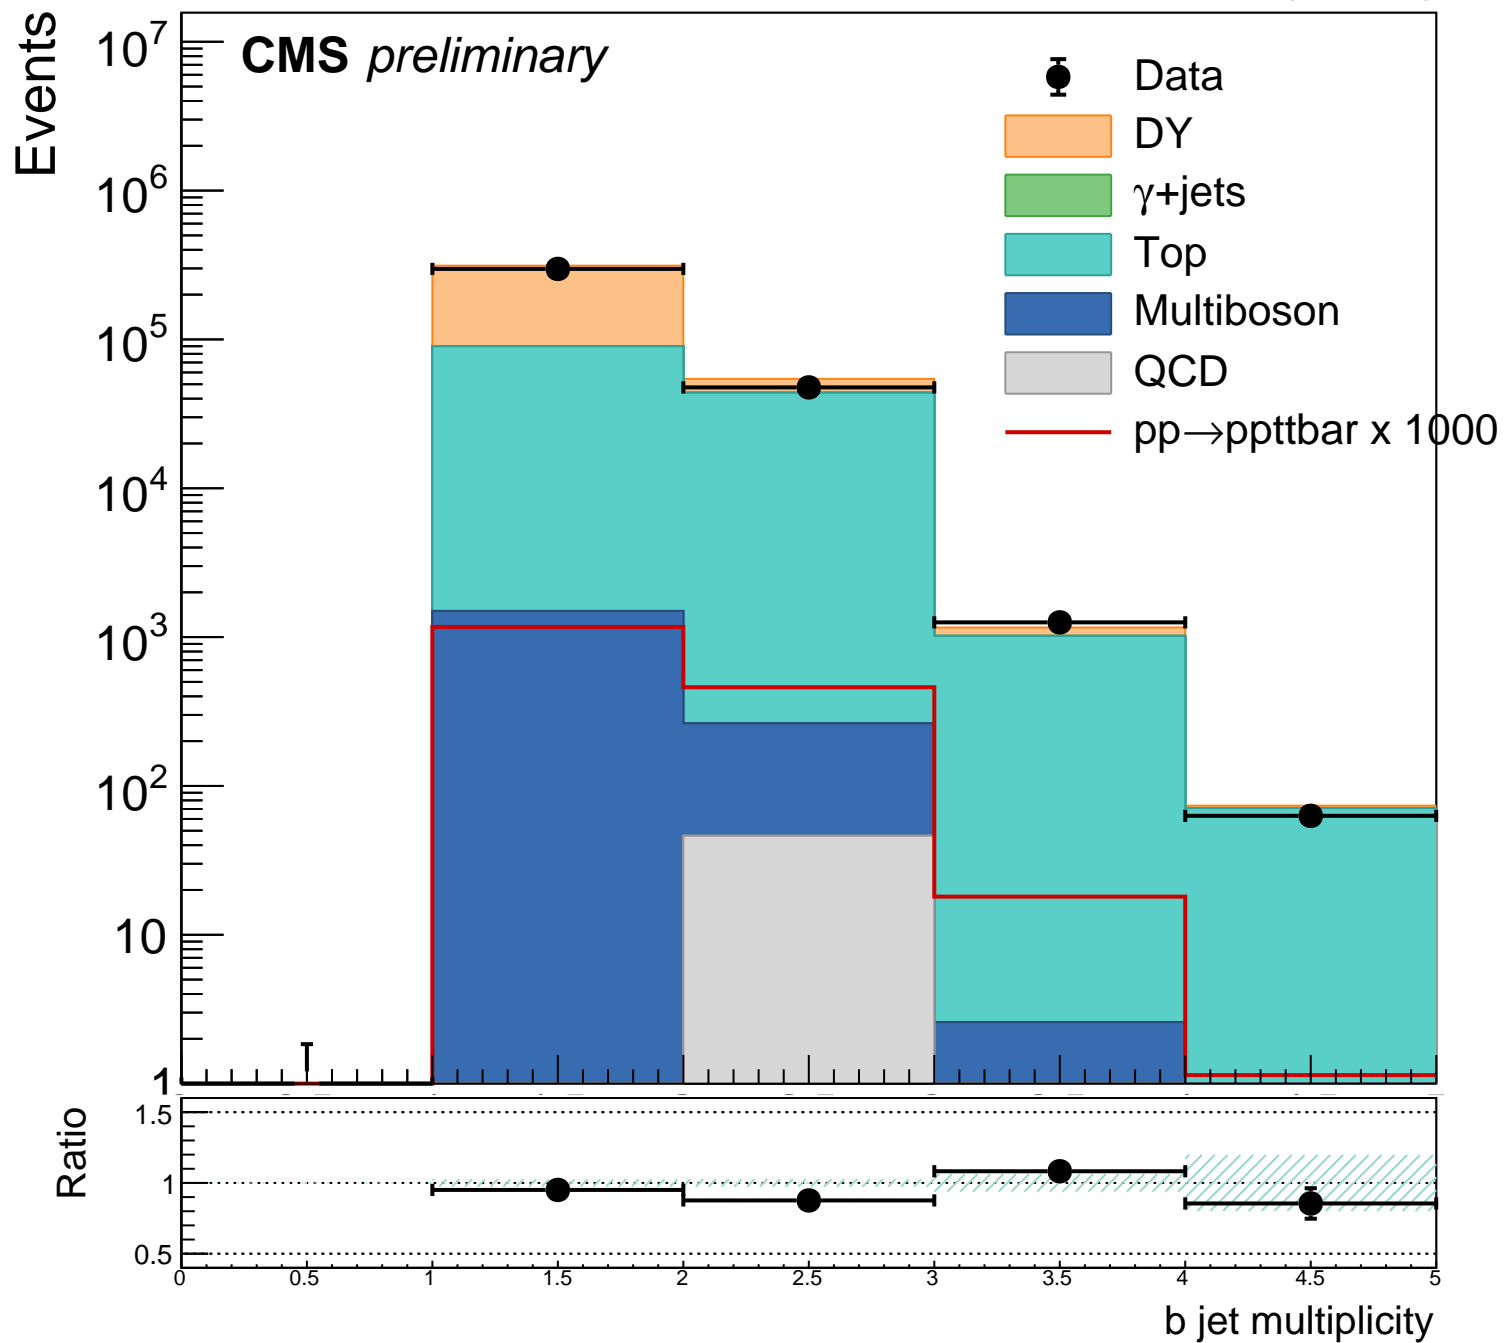 CMS preliminary
Events
10^7
10^6
10^5
10^4
10^3
10^2
10
1
Data
DY
γ+jets
Top
Multiboson
QCD
pp→ppttbar x 1000
Ratio
1.5
1
0.5
0 0.5 1 1.5 2 2.5 3 3.5 4 4.5 5
b jet multiplicity